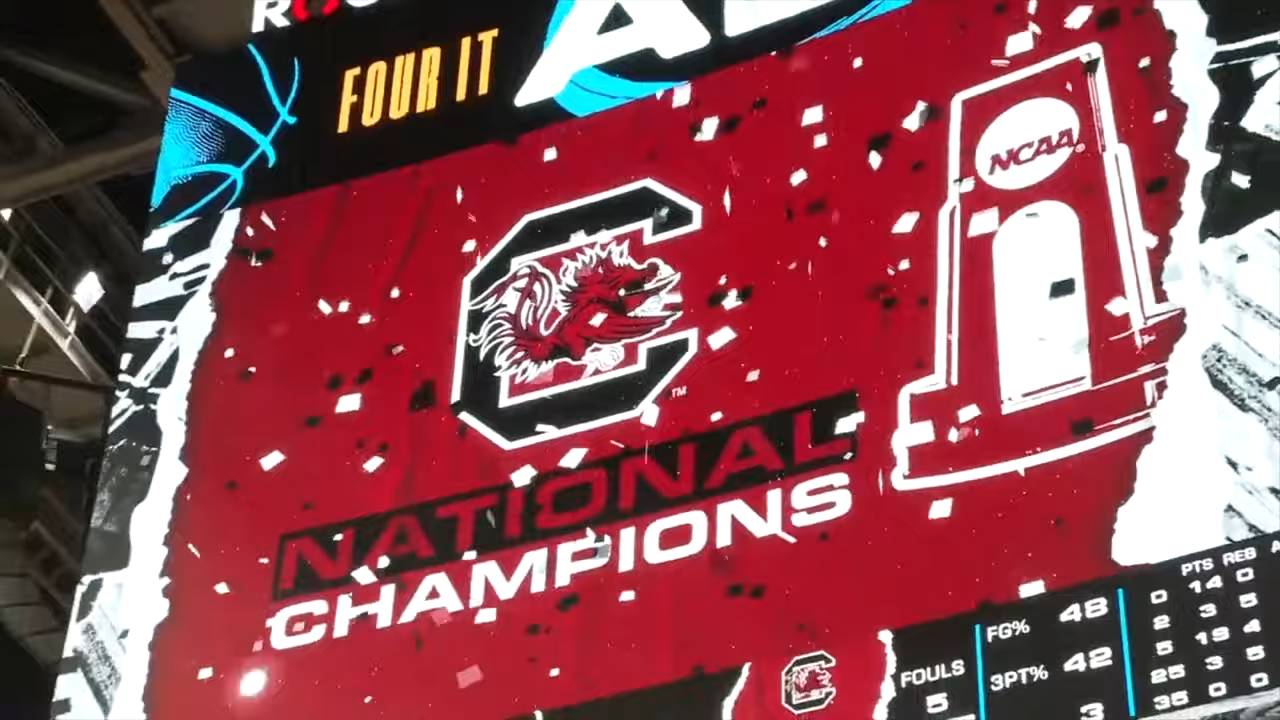 FOUR IT
NCAA®
TM
NATIONAL
CHAMPIONS
PTS REB
FOULS
5
FG% 48
3PT% 42
3
0 14 0
2 3 5
5 19 4
25 3 5
35 0 0